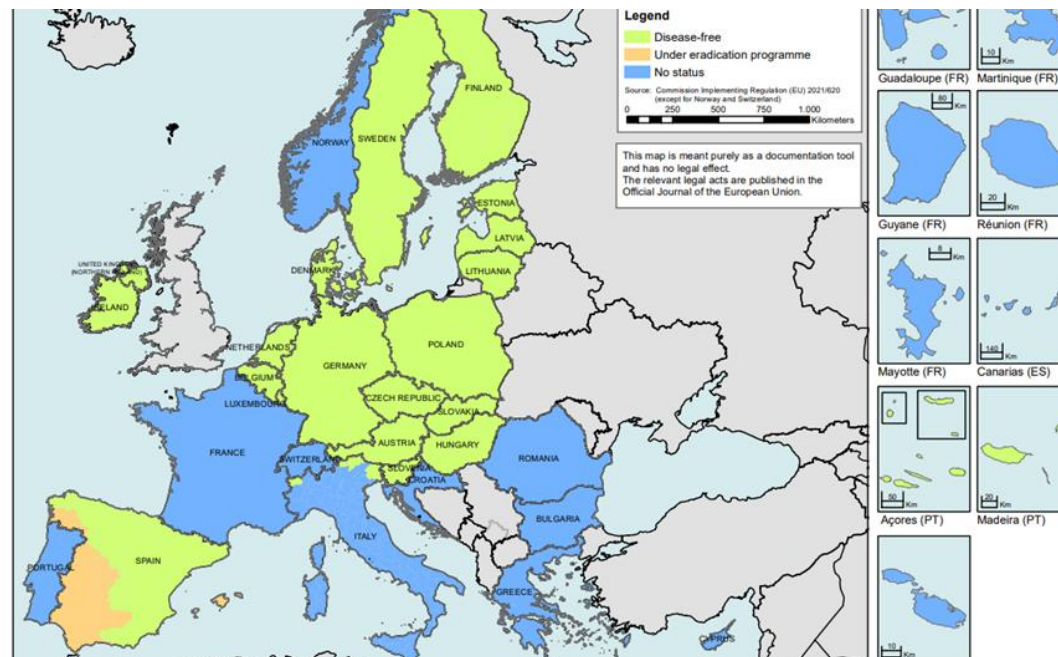 Legend
Disease-free
Under eradication programme
No status
Source: Commission Implementing Regulation (EU) 2021/620
(except for Norway and Switzerland)
0 250 500 750 1.000
Kilometers
This map is meant purely as a documentation tool
and has no legal effect.
The relevant legal acts are published in the
Official Journal of the European Union.
FINLAND
SWEDEN
NORWAY
ESTONIA
LATVIA
LITHUANIA
DENMARK
UNITED KINGDOM
(NORTHERN IRELAND)
IRELAND
NETHERLANDS
BELGIUM
LUXEMBOURG
GERMANY
POLAND
CZECH REPUBLIC
SLOVAKIA
AUSTRIA
HUNGARY
SLOVENIA
CROATIA
FRANCE
SWITZERLAND
ROMANIA
BULGARIA
ITALY
SPAIN
PORTUGAL
GREECE
CYPRUS
10
Km
Guadaloupe (FR)
Martinique (FR)
80
Km
Guyane (FR)
20
Km
Réunion (FR)
8
Km
Mayotte (FR)
140
Km
Canarias (ES)
50
Km
Açores (PT)
20
Km
Madeira (PT)
10
Km